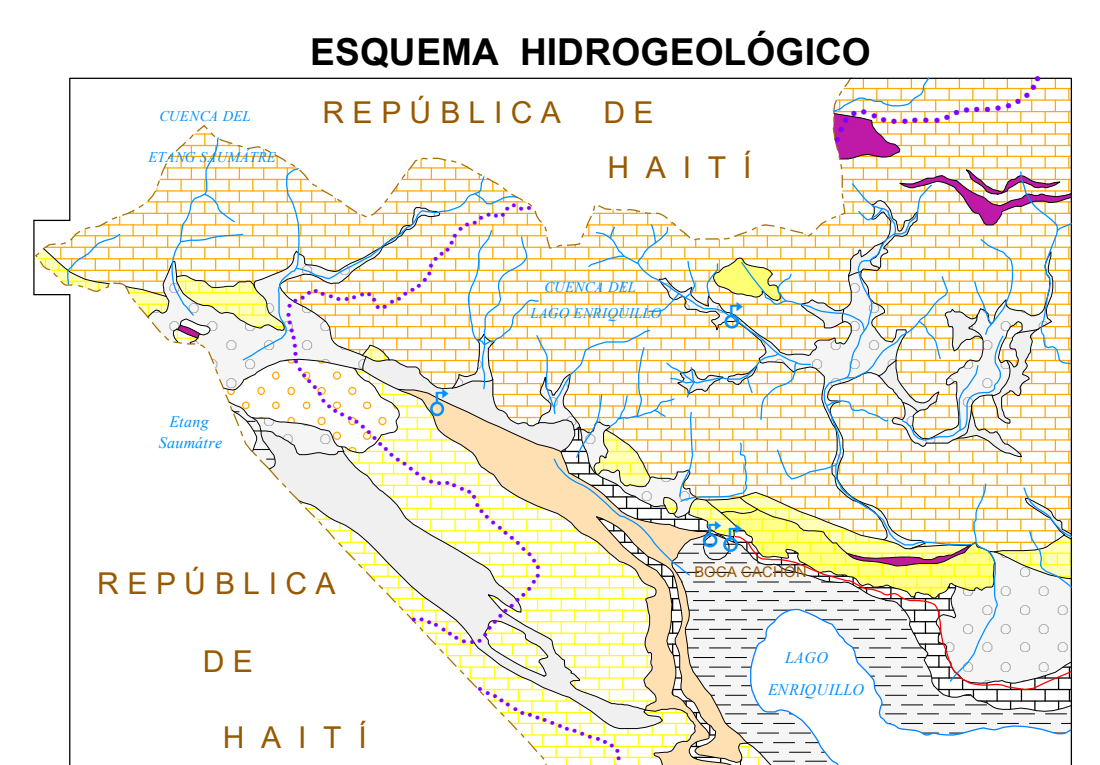 ESQUEMA HIDROGEOLÓGICO
REPÚBLICA DE
HAITÍ
CUENCA DEL
ETANG SAUMATRE
CUENCA DEL
LAGO ENRIQUILLO
Etang
Saumátre
BOCA CACHÓN
REPÚBLICA
DE
HAITÍ
LAGO
ENRIQUILLO